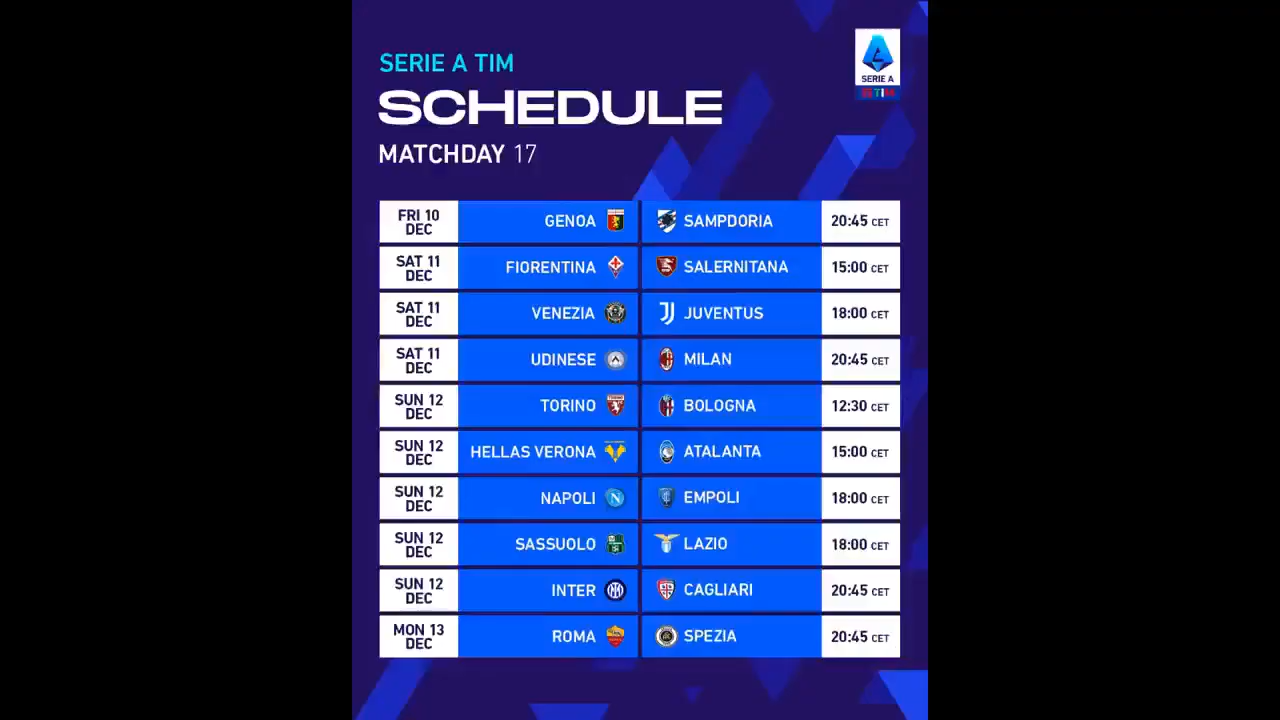 SERIE A TIM
SCHEDULE
MATCHDAY 17
SERIE A
TIM
FRI 10 DEC GENOA SAMPDORIA 20:45 CET
SAT 11 DEC FIORENTINA SALERNITANA 15:00 CET
SAT 11 DEC VENEZIA JUVENTUS 18:00 CET
SAT 11 DEC UDINESE MILAN 20:45 CET
SUN 12 DEC TORINO BOLOGNA 12:30 CET
SUN 12 DEC HELLAS VERONA ATALANTA 15:00 CET
SUN 12 DEC NAPOLI EMPOLI 18:00 CET
SUN 12 DEC SASSUOLO LAZIO 18:00 CET
SUN 12 DEC INTER CAGLIARI 20:45 CET
MON 13 DEC ROMA SPEZIA 20:45 CET